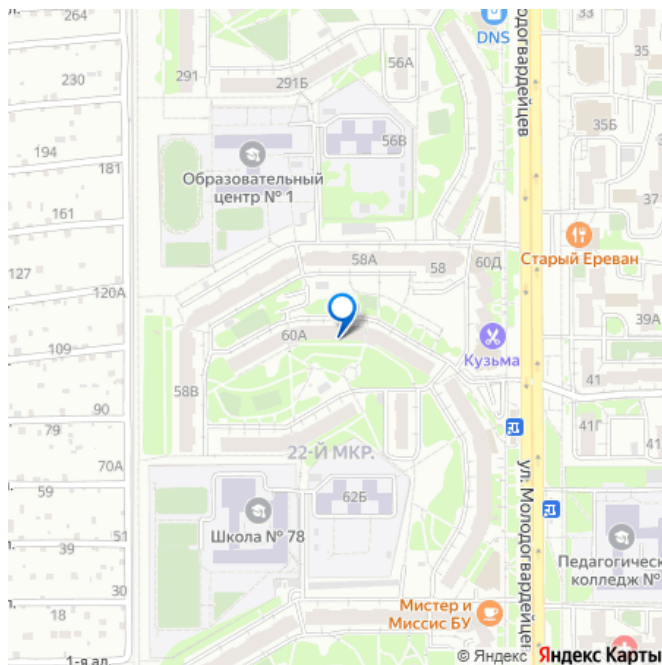 264
DNS
Молодогвардейцев
35
291
291Б
56А
230
35Б
194
56В
181
Образовательный
центр № 1
37
161
Старый Ереван
58А
58
60Д
127
120А
39А
60А
109
Кузьма
58В
41
90
79
41Г
41
22-Й МКР.
70А
59
62Б
ул. Молодогвардейцев
Школа № 78
51
39
Педагогическ
колледж №
30
18
Мистер и
Миссис БУ
1-я ал.
© Яндекс Яндекс Карты